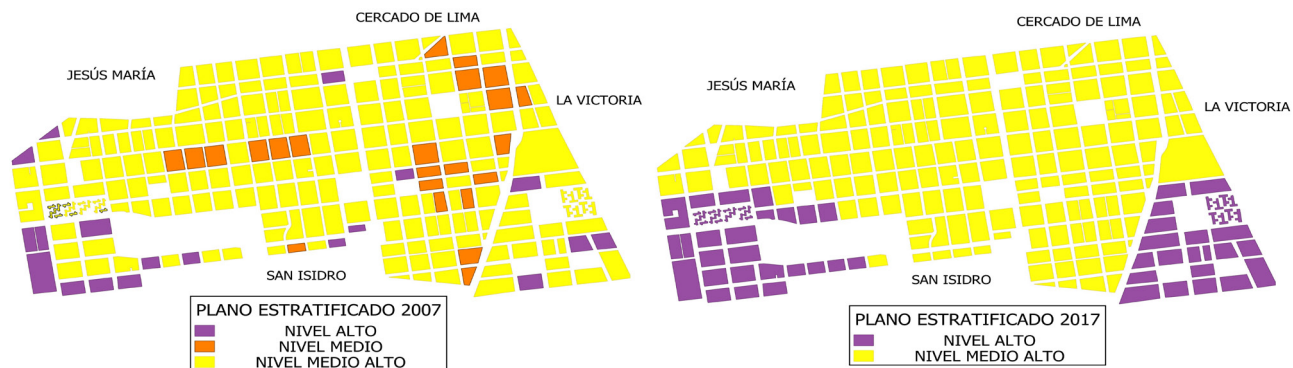 CERCADO DE LIMA
JESÚS MARÍA
LA VICTORIA
SAN ISIDRO
PLANO ESTRATIFICADO 2007
NIVEL ALTO
NIVEL MEDIO
NIVEL MEDIO ALTO
CERCADO DE LIMA
JESÚS MARÍA
LA VICTORIA
SAN ISIDRO
PLANO ESTRATIFICADO 2017
NIVEL ALTO
NIVEL MEDIO ALTO